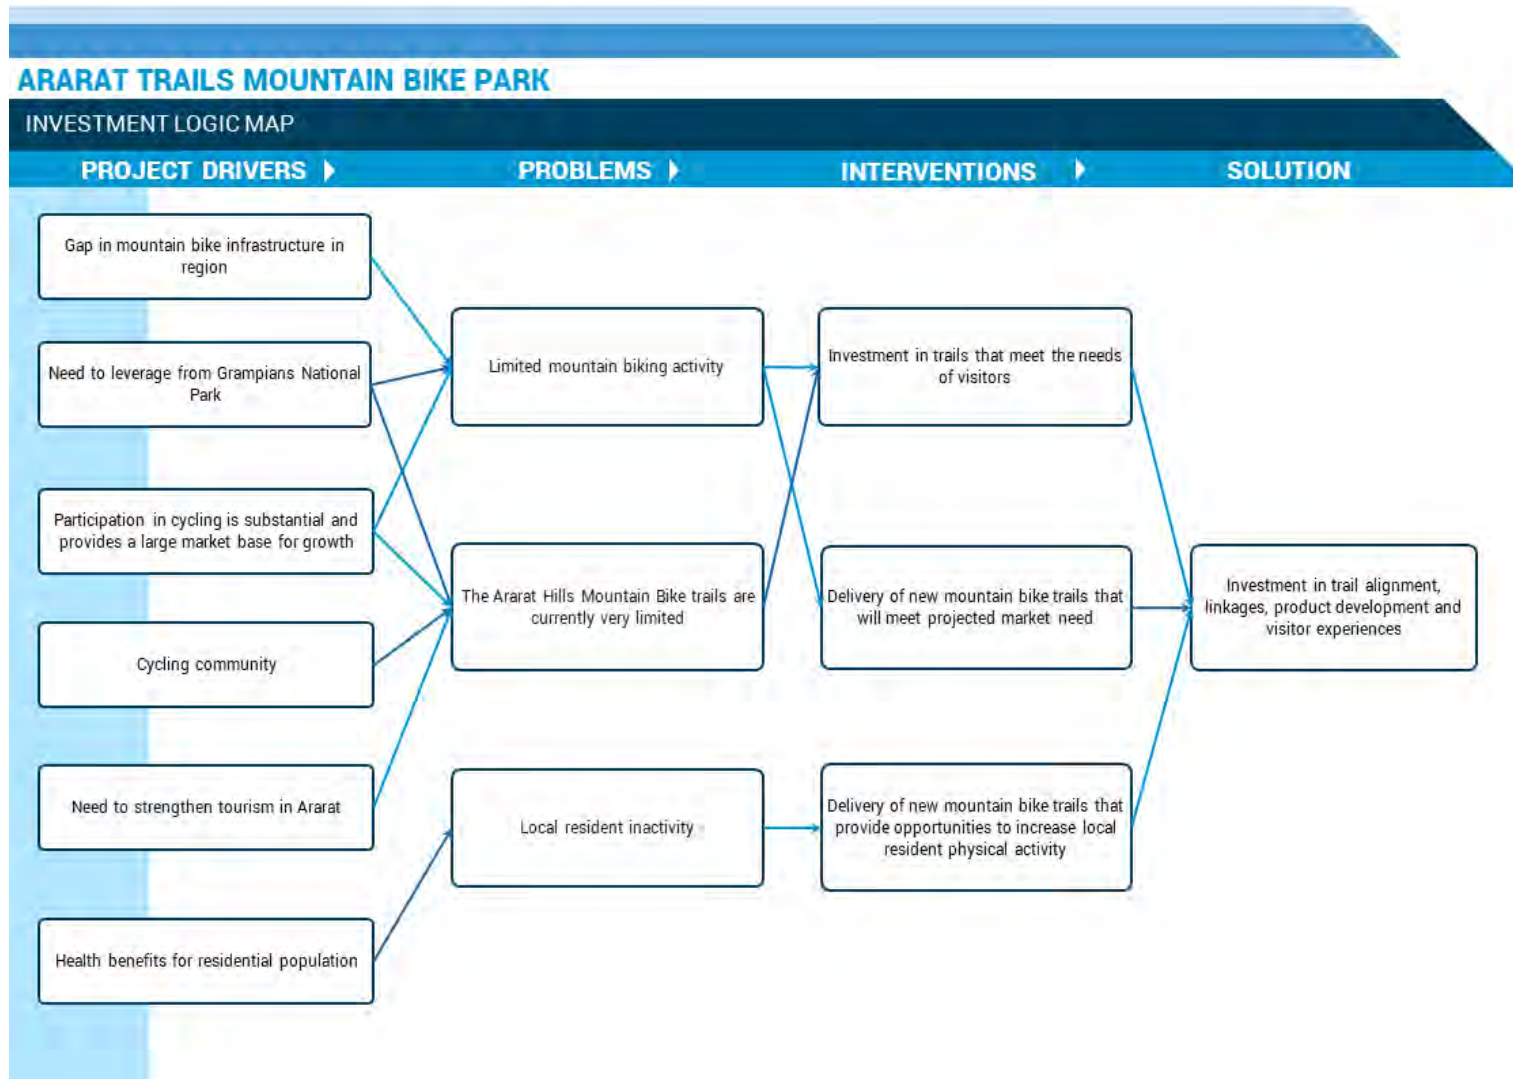 ARARAT TRAILS MOUNTAIN BIKE PARK
INVESTMENT LOGIC MAP
PROJECT DRIVERS
PROBLEMS
INTERVENTIONS
SOLUTION
Gap in mountain bike infrastructure in
region
Need to leverage from Grampians National
Park
Participation in cycling is substantial and
provides a large market base for growth
Cycling community
Need to strengthen tourism in Ararat
Health benefits for residential population
Limited mountain biking activity
The Ararat Hills Mountain Bike trails are
currently very limited
Local resident inactivity
Investment in trails that meet the needs
of visitors
Delivery of new mountain bike trails that
will meet projected market need
Delivery of new mountain bike trails that
provide opportunities to increase local
resident physical activity
Investment in trail alignment,
linkages, product development and
visitor experiences